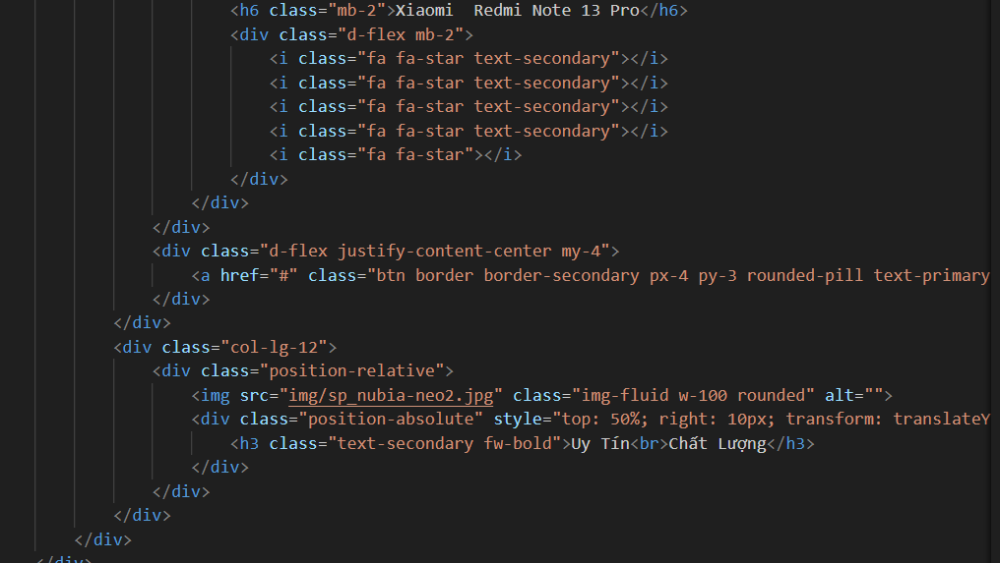 <h6 class="mb-2">Xiaomi  Redmi Note 13 Pro</h6>
<div class="d-flex mb-2">
<i class="fa fa-star text-secondary"></i>
<i class="fa fa-star text-secondary"></i>
<i class="fa fa-star text-secondary"></i>
<i class="fa fa-star text-secondary"></i>
<i class="fa fa-star"></i>
</div>
</div>
</div>
<div class="d-flex justify-content-center my-4">
<a href="#" class="btn border border-secondary px-4 py-3 rounded-pill text-primary
</div>
</div>
<div class="col-lg-12">
<div class="position-relative">
<img src="img/sp_nubia-neo2.jpg" class="img-fluid w-100 rounded" alt="">
<div class="position-absolute" style="top: 50%; right: 10px; transform: translateY
<h3 class="text-secondary fw-bold">Uy Tín<br>Chất Lượng</h3>
</div>
</div>
</div>
</div>
</div>